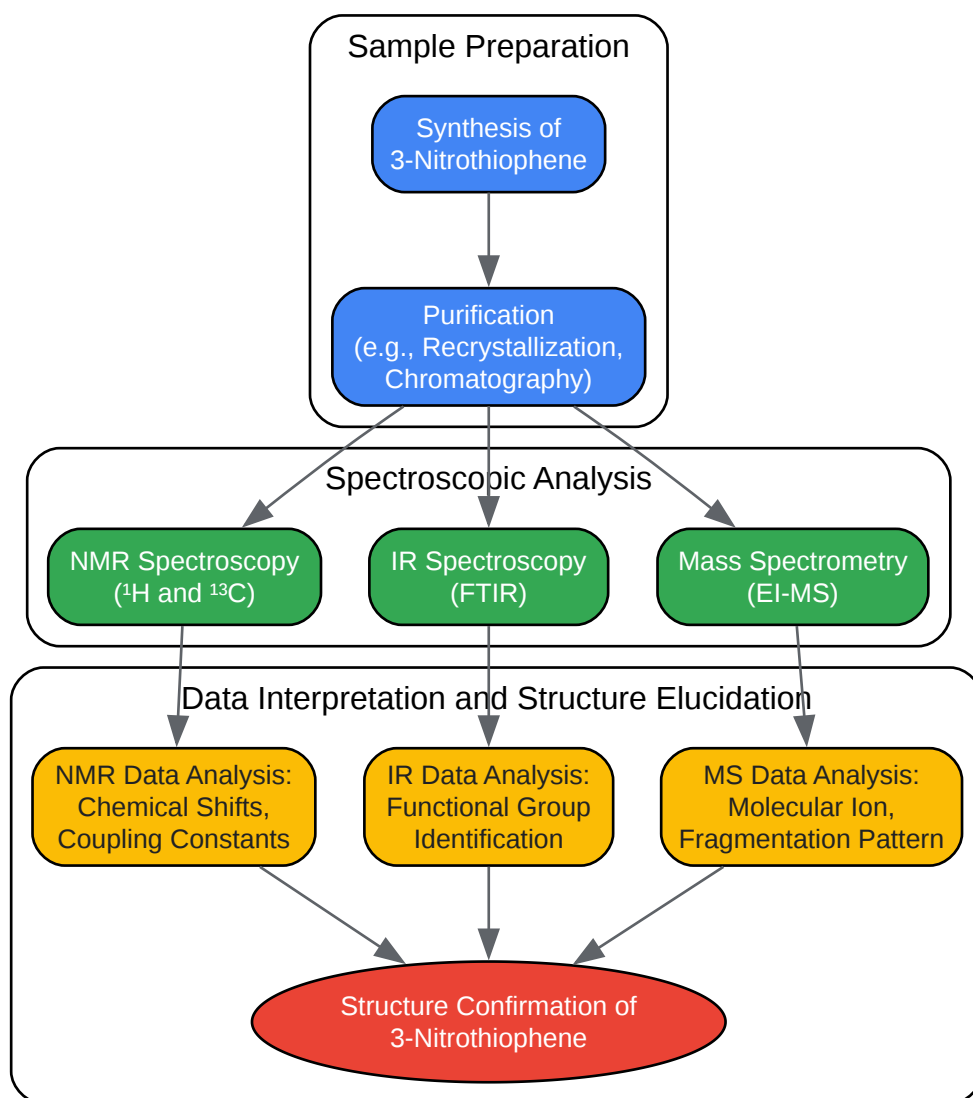 Sample Preparation
Synthesis of
3-Nitrothiophene
Purification
(e.g., Recrystallization,
Chromatography)
Spectroscopic Analysis
NMR Spectroscopy
(¹H and ¹³C)
IR Spectroscopy
(FTIR)
Mass Spectrometry
(EI-MS)
Data Interpretation and Structure Elucidation
NMR Data Analysis:
Chemical Shifts,
Coupling Constants
IR Data Analysis:
Functional Group
Identification
MS Data Analysis:
Molecular Ion,
Fragmentation Pattern
Structure Confirmation of
3-Nitrothiophene